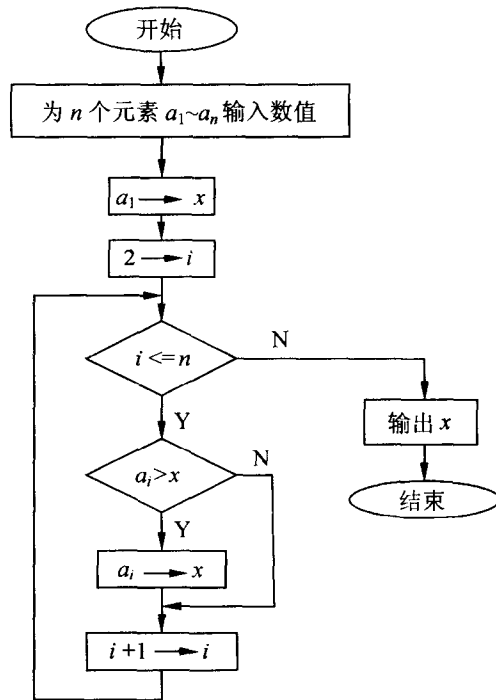 开始
为 n 个元素 a₁~aₙ 输入数值
a₁ → x
2 → i
i <= n
N
Y
输出 x
aᵢ>x
N
结束
Y
aᵢ → x
i+1 → i